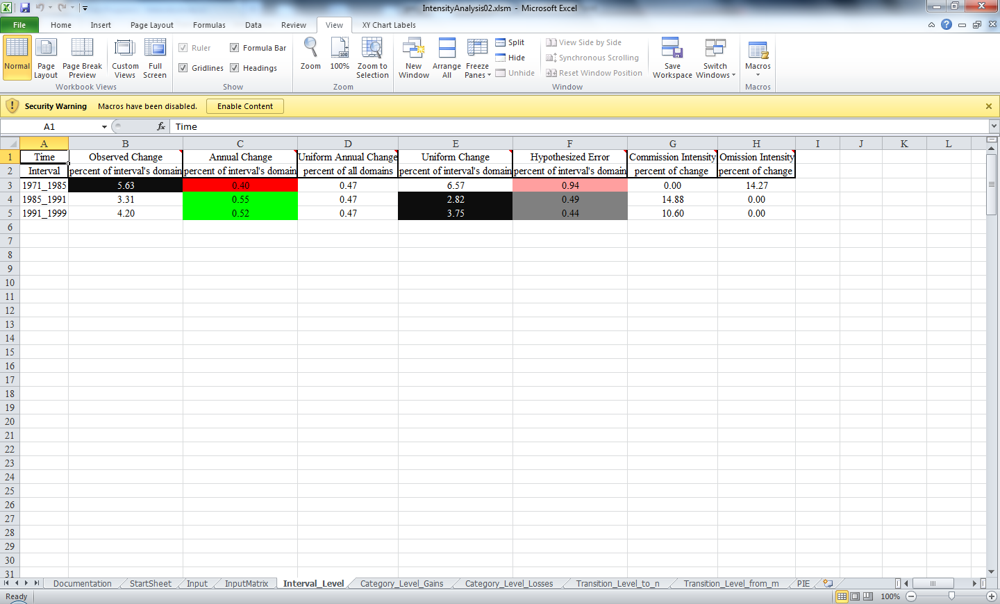 IntensityAnalysis02.xlsm - Microsoft Excel
File Home Insert Page Layout Formulas Data Review View XY Chart Labels
Normal
Page Layout
Page Break Preview
Custom Views
Full Screen
Workbook Views
Ruler
Formula Bar
Gridlines
Headings
Show
Zoom
100%
Zoom to Selection
Zoom
New Window
Arrange All
Freeze Panes
Split
Hide
Unhide
View Side by Side
Synchronous Scrolling
Reset Window Position
Window
Save Workspace
Switch Windows
Macros
Macros
Security Warning Macros have been disabled. Enable Content
A1 fx Time
A B C D E F G H I J K L
1 Time Observed Change Annual Change Uniform Annual Change Uniform Change Hypothesized Error Commission Intensity Omission Intensity
2 Interval percent of interval's domain percent of interval's domain percent of all domains percent of interval's domain percent of interval's domain percent of change percent of change
3 1971_1985 5.63 0.40 0.47 6.57 0.94 0.00 14.27
4 1985_1991 3.31 0.55 0.47 2.82 0.49 14.88 0.00
5 1991_1999 4.20 0.52 0.47 3.75 0.44 10.60 0.00
6
7
8
9
10
11
12
13
14
15
16
17
18
19
20
21
22
23
24
25
26
27
28
29
30
31
Documentation StartSheet Input InputMatrix Interval_Level Category_Level_Gains Category_Level_Losses Transition_Level_to_n Transition_Level_from_m PIE
Ready 100%